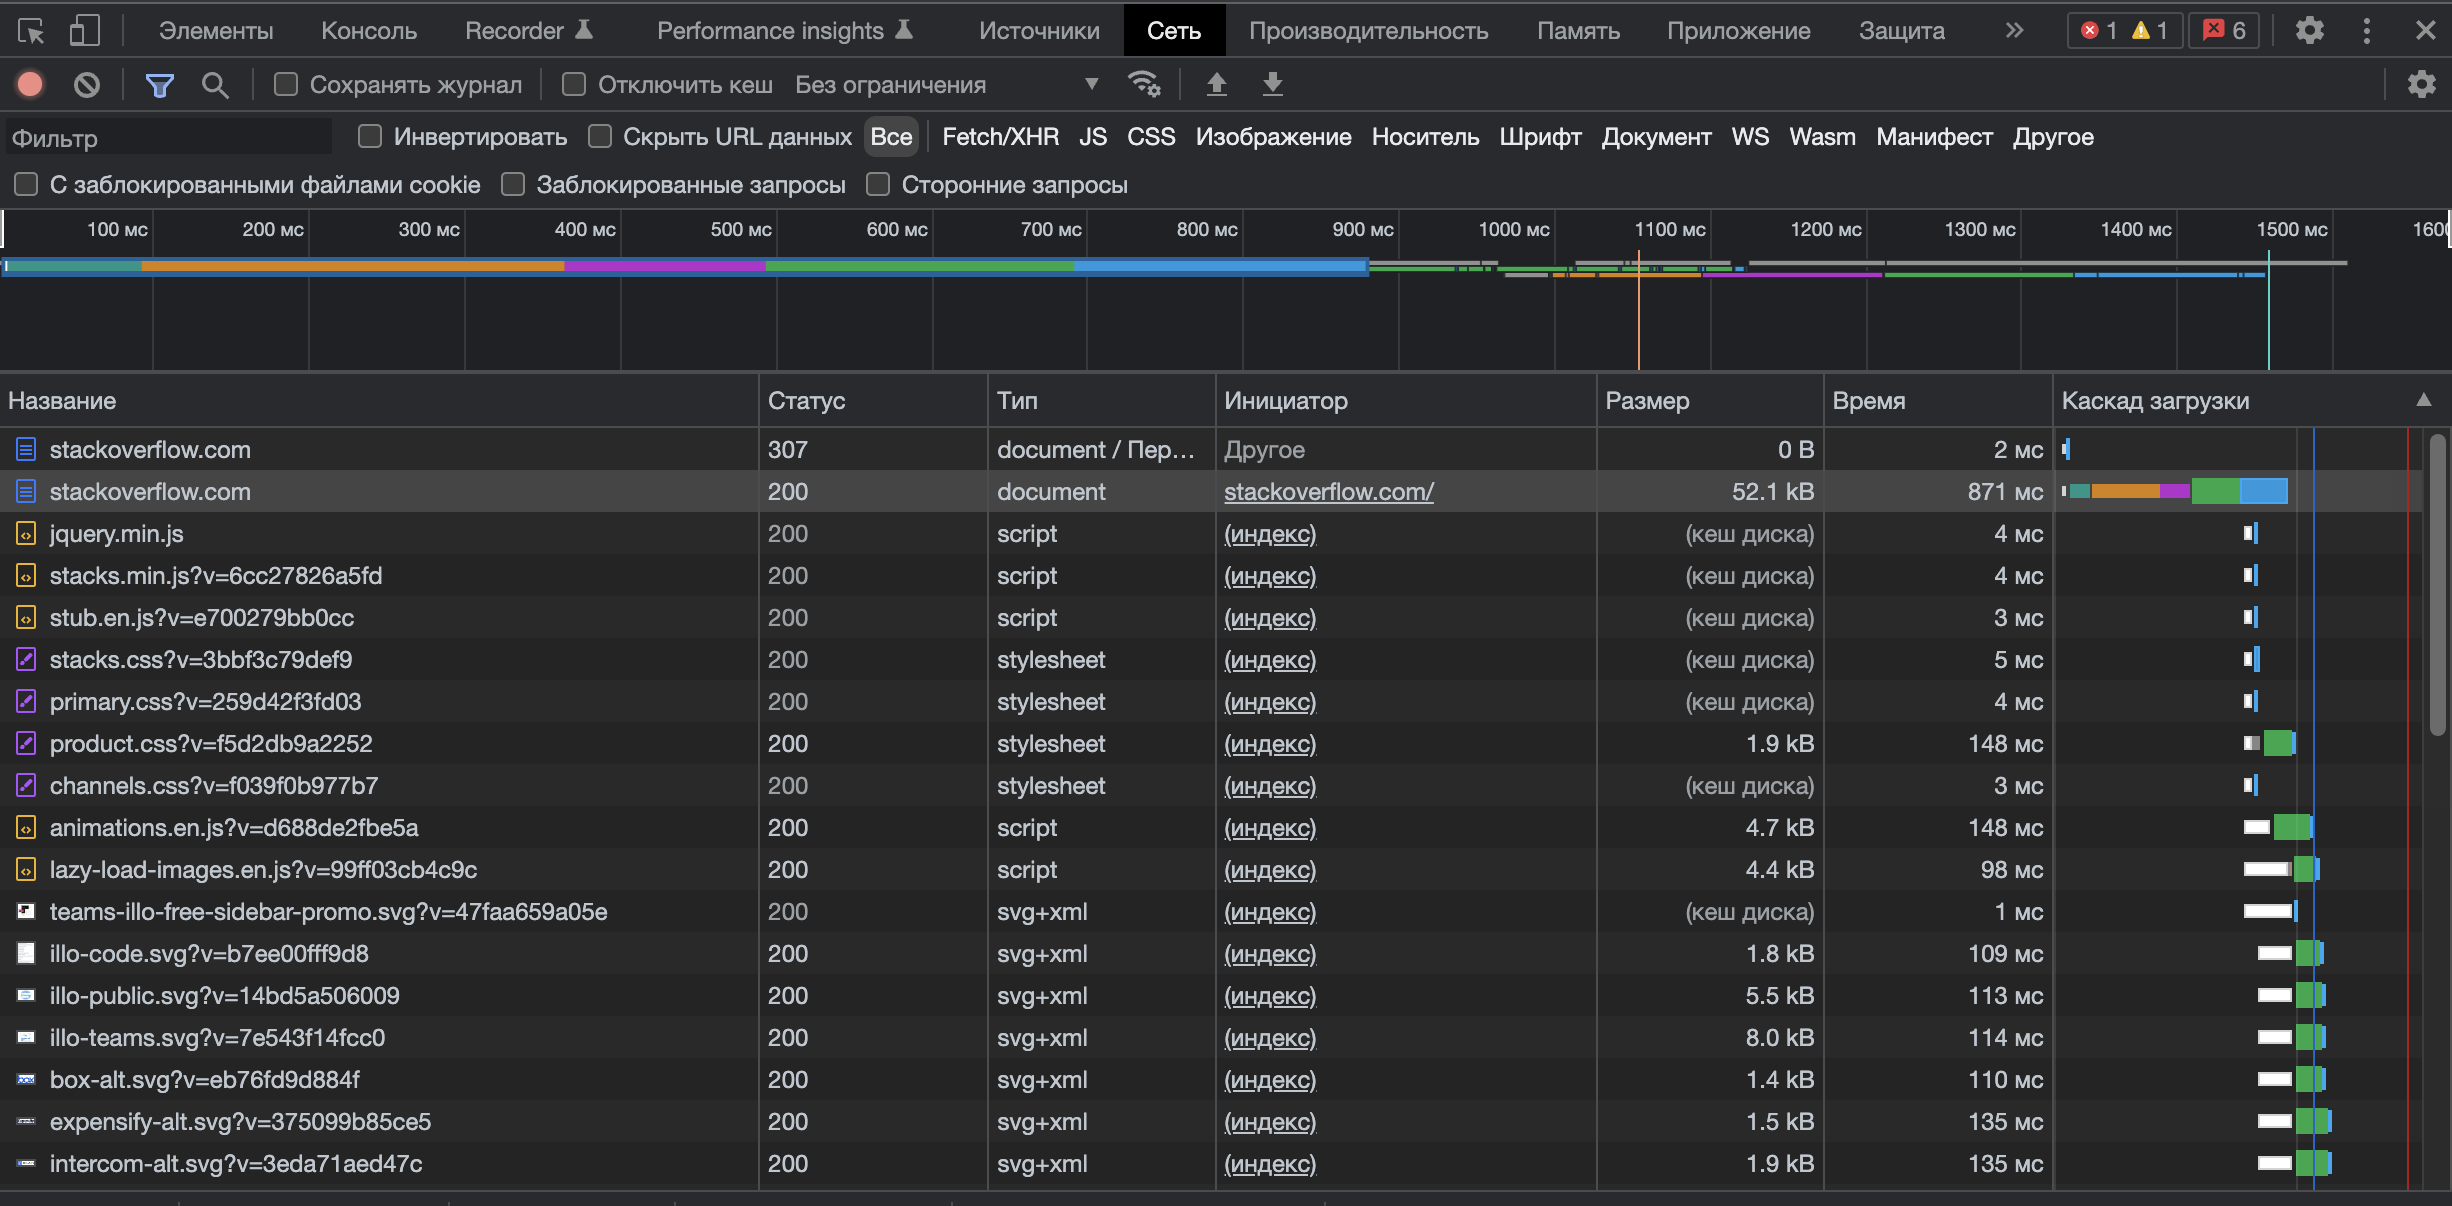 Элементы Консоль Recorder Performance insights Источники Сеть Производительность Память Приложение Защита » 1 1 6
Сохранять журнал Отключить кеш Без ограничения
Фильтр Инвертировать Скрыть URL данных Все Fetch/XHR JS CSS Изображение Носитель Шрифт Документ WS Wasm Манифест Другое
С заблокированными файлами cookie Заблокированные запросы Сторонние запросы
100 мс 200 мс 300 мс 400 мс 500 мс 600 мс 700 мс 800 мс 900 мс 1000 мс 1100 мс 1200 мс 1300 мс 1400 мс 1500 мс 1600
Название Статус Тип Инициатор Размер Время Каскад загрузки
stackoverflow.com 307 document / Пер… Другое 0 B 2 мс
stackoverflow.com 200 document stackoverflow.com/ 52.1 kB 871 мс
jquery.min.js 200 script (индекс) (кеш диска) 4 мс
stacks.min.js?v=6cc27826a5fd 200 script (индекс) (кеш диска) 4 мс
stub.en.js?v=e700279bb0cc 200 script (индекс) (кеш диска) 3 мс
stacks.css?v=3bbf3c79def9 200 stylesheet (индекс) (кеш диска) 5 мс
primary.css?v=259d42f3fd03 200 stylesheet (индекс) (кеш диска) 4 мс
product.css?v=f5d2db9a2252 200 stylesheet (индекс) 1.9 kB 148 мс
channels.css?v=f039f0b977b7 200 stylesheet (индекс) (кеш диска) 3 мс
animations.en.js?v=d688de2fbe5a 200 script (индекс) 4.7 kB 148 мс
lazy-load-images.en.js?v=99ff03cb4c9c 200 script (индекс) 4.4 kB 98 мс
teams-illo-free-sidebar-promo.svg?v=47faa659a05e 200 svg+xml (индекс) (кеш диска) 1 мс
illo-code.svg?v=b7ee00fff9d8 200 svg+xml (индекс) 1.8 kB 109 мс
illo-public.svg?v=14bd5a506009 200 svg+xml (индекс) 5.5 kB 113 мс
illo-teams.svg?v=7e543f14fcc0 200 svg+xml (индекс) 8.0 kB 114 мс
box-alt.svg?v=eb76fd9d884f 200 svg+xml (индекс) 1.4 kB 110 мс
expensify-alt.svg?v=375099b85ce5 200 svg+xml (индекс) 1.5 kB 135 мс
intercom-alt.svg?v=3eda71aed47c 200 svg+xml (индекс) 1.9 kB 135 мс